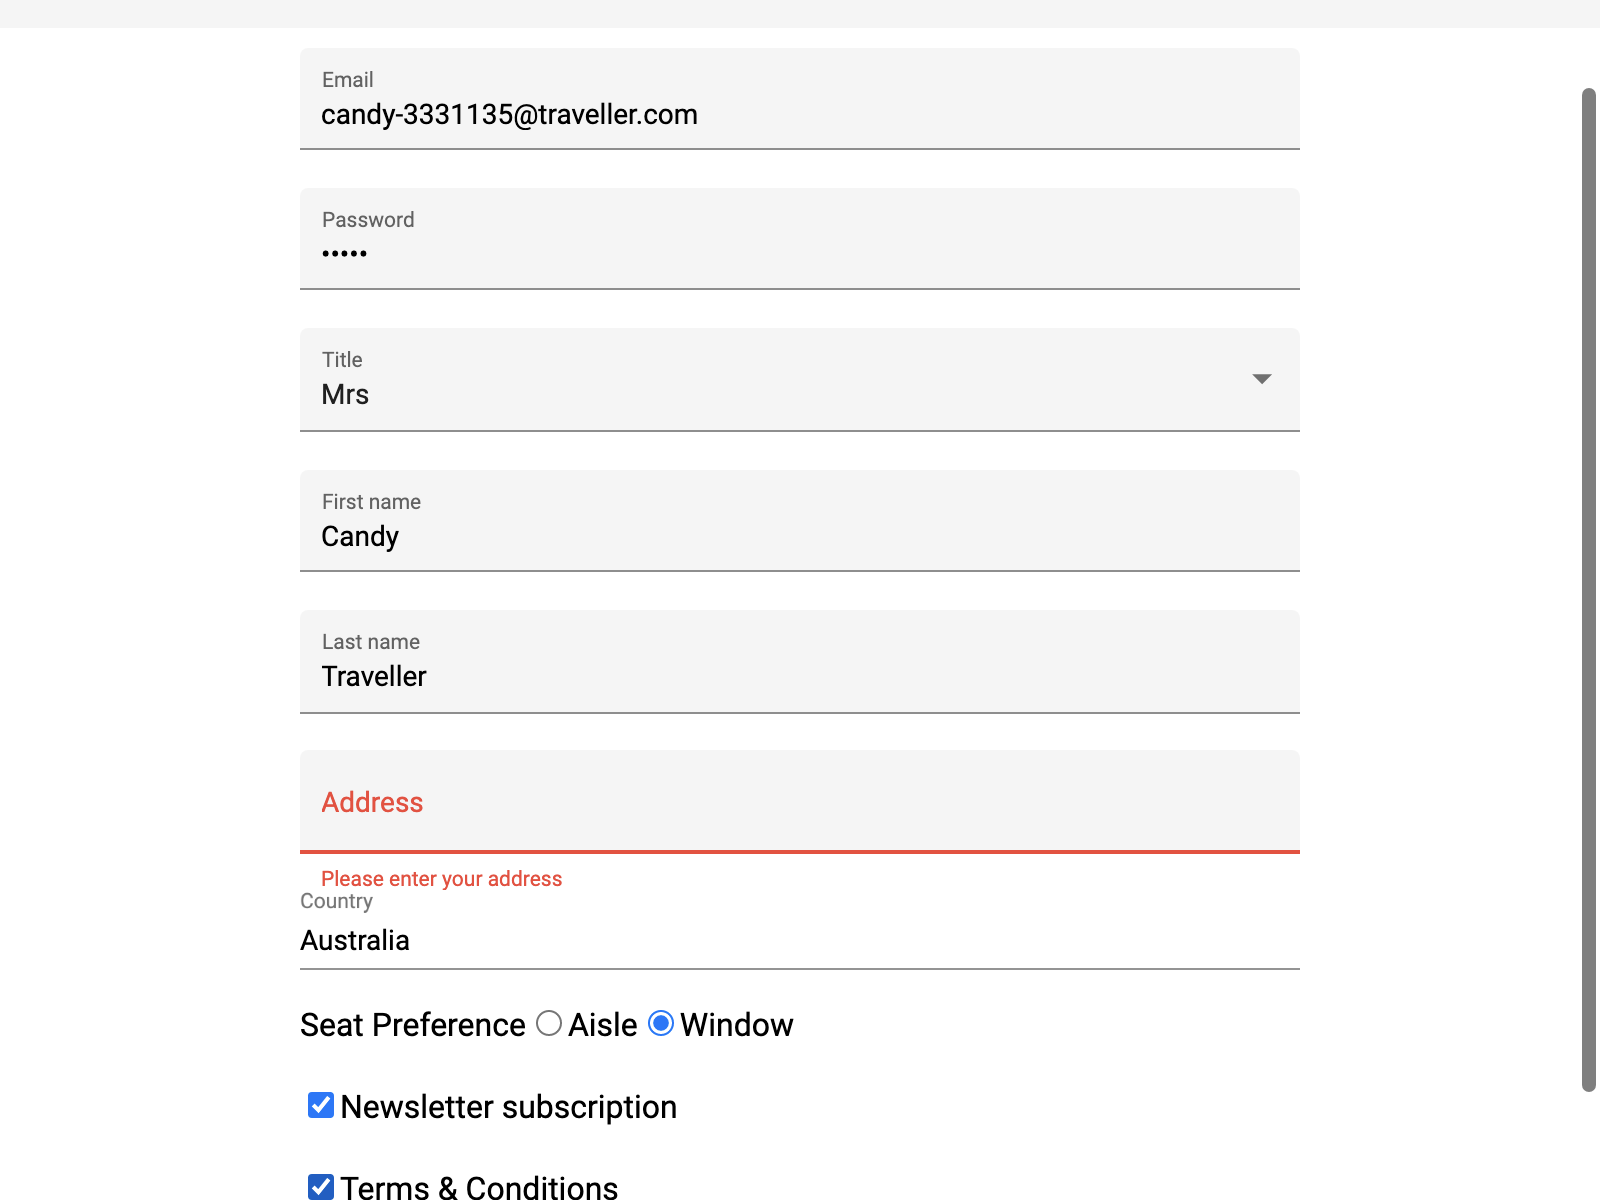 Email
candy-3331135@traveller.com
Password
•••••
Title
Mrs
First name
Candy
Last name
Traveller
Address
Please enter your address
Country
Australia
Seat Preference Aisle Window
Newsletter subscription
Terms & Conditions